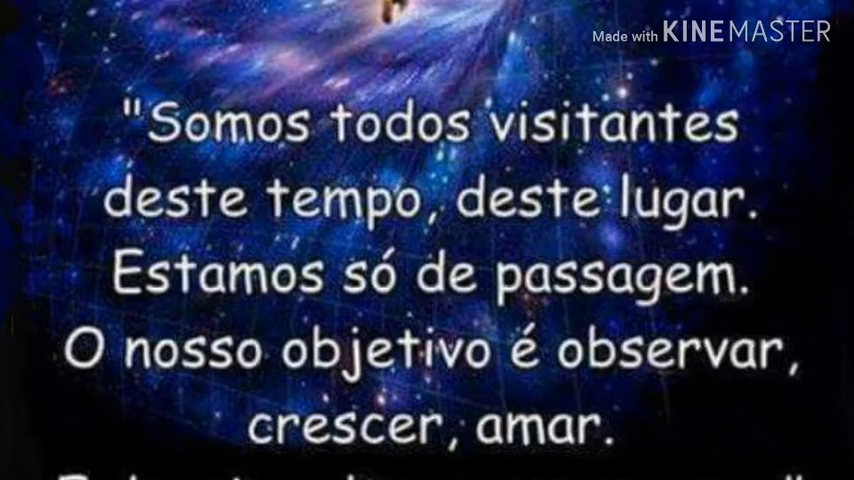 Made with KINEMASTER
"Somos todos visitantes
deste tempo, deste lugar.
Estamos só de passagem.
O nosso objetivo é observar,
crescer, amar.